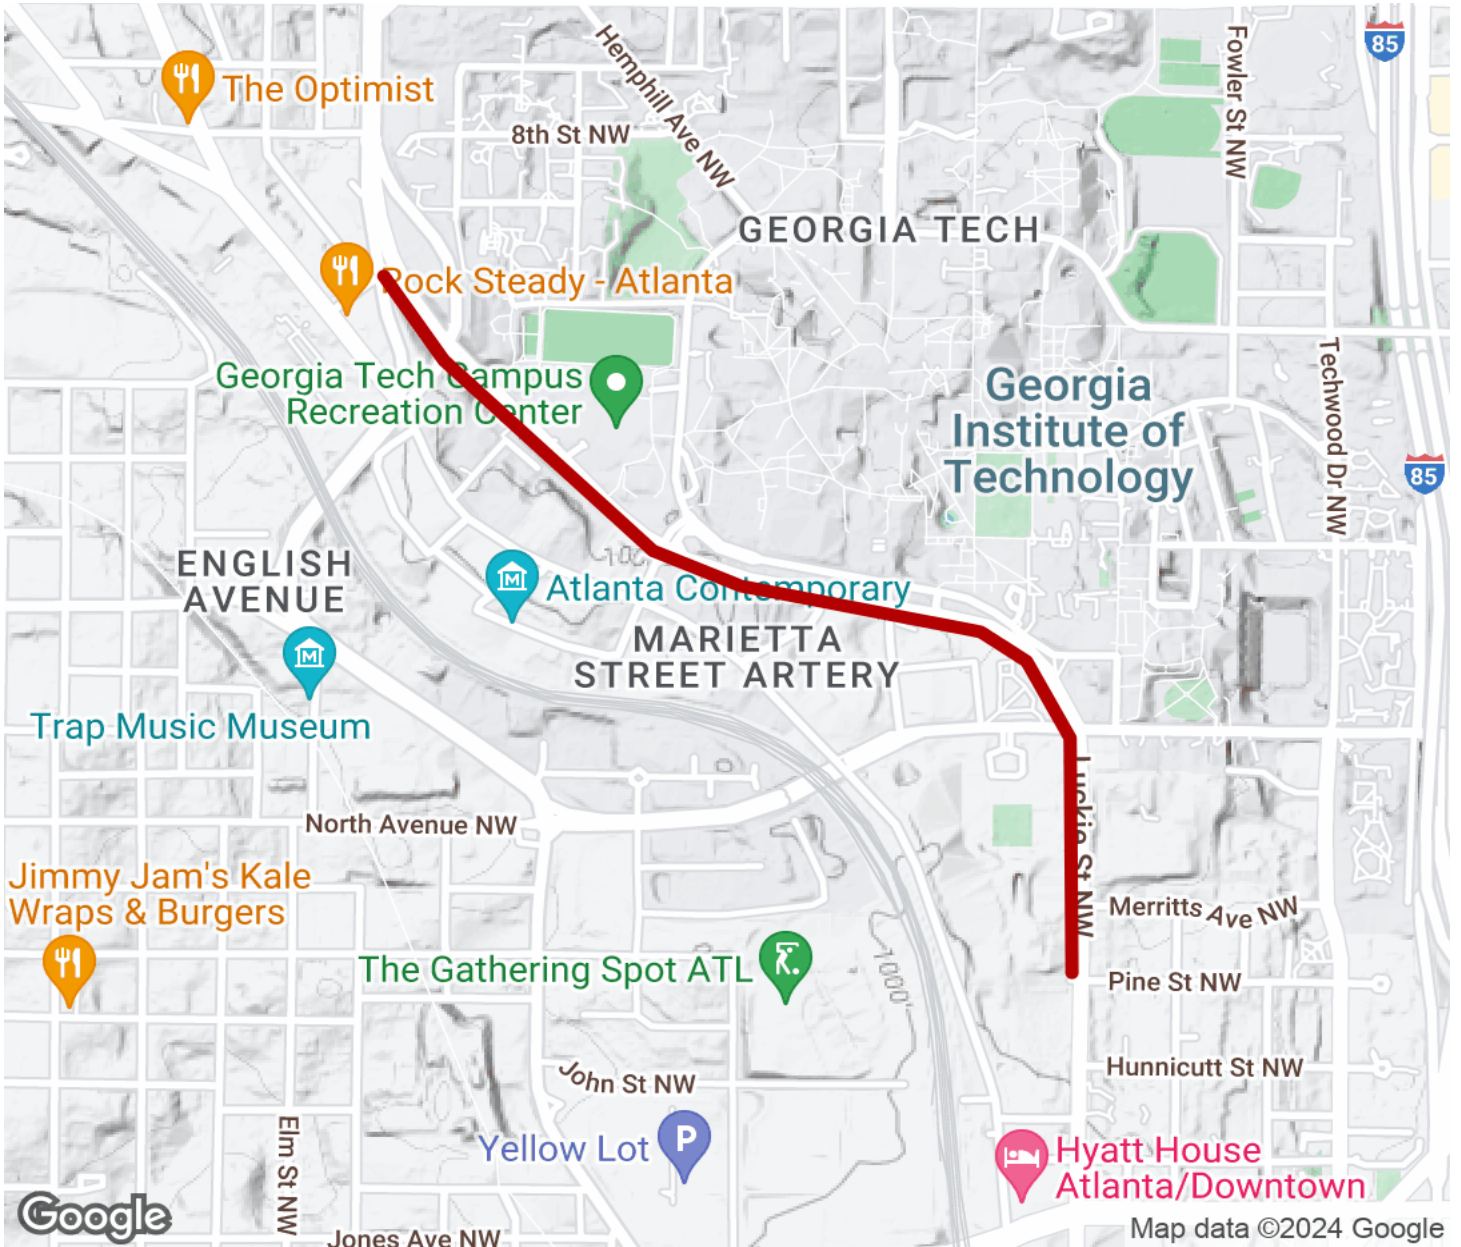 85
The Optimist
Hemphill Ave NW
Fowler St NW
8th St NW
GEORGIA TECH
Rock Steady - Atlanta
Georgia Tech Campus
Recreation Center
Georgia
Institute of
Technology
Techwood Dr NW
85
ENGLISH
AVENUE
100
Atlanta Contemporary
MARIETTA
STREET ARTERY
Trap Music Museum
Luckie St NW
North Avenue NW
Jimmy Jam's Kale
Wraps & Burgers
Merritts Ave NW
The Gathering Spot ATL
1000'
Pine St NW
John St NW
Hunnicutt St NW
Elm St NW
Yellow Lot
P
Hyatt House
Atlanta/Downtown
Google
Jones Ave NW
Map data ©2024 Google